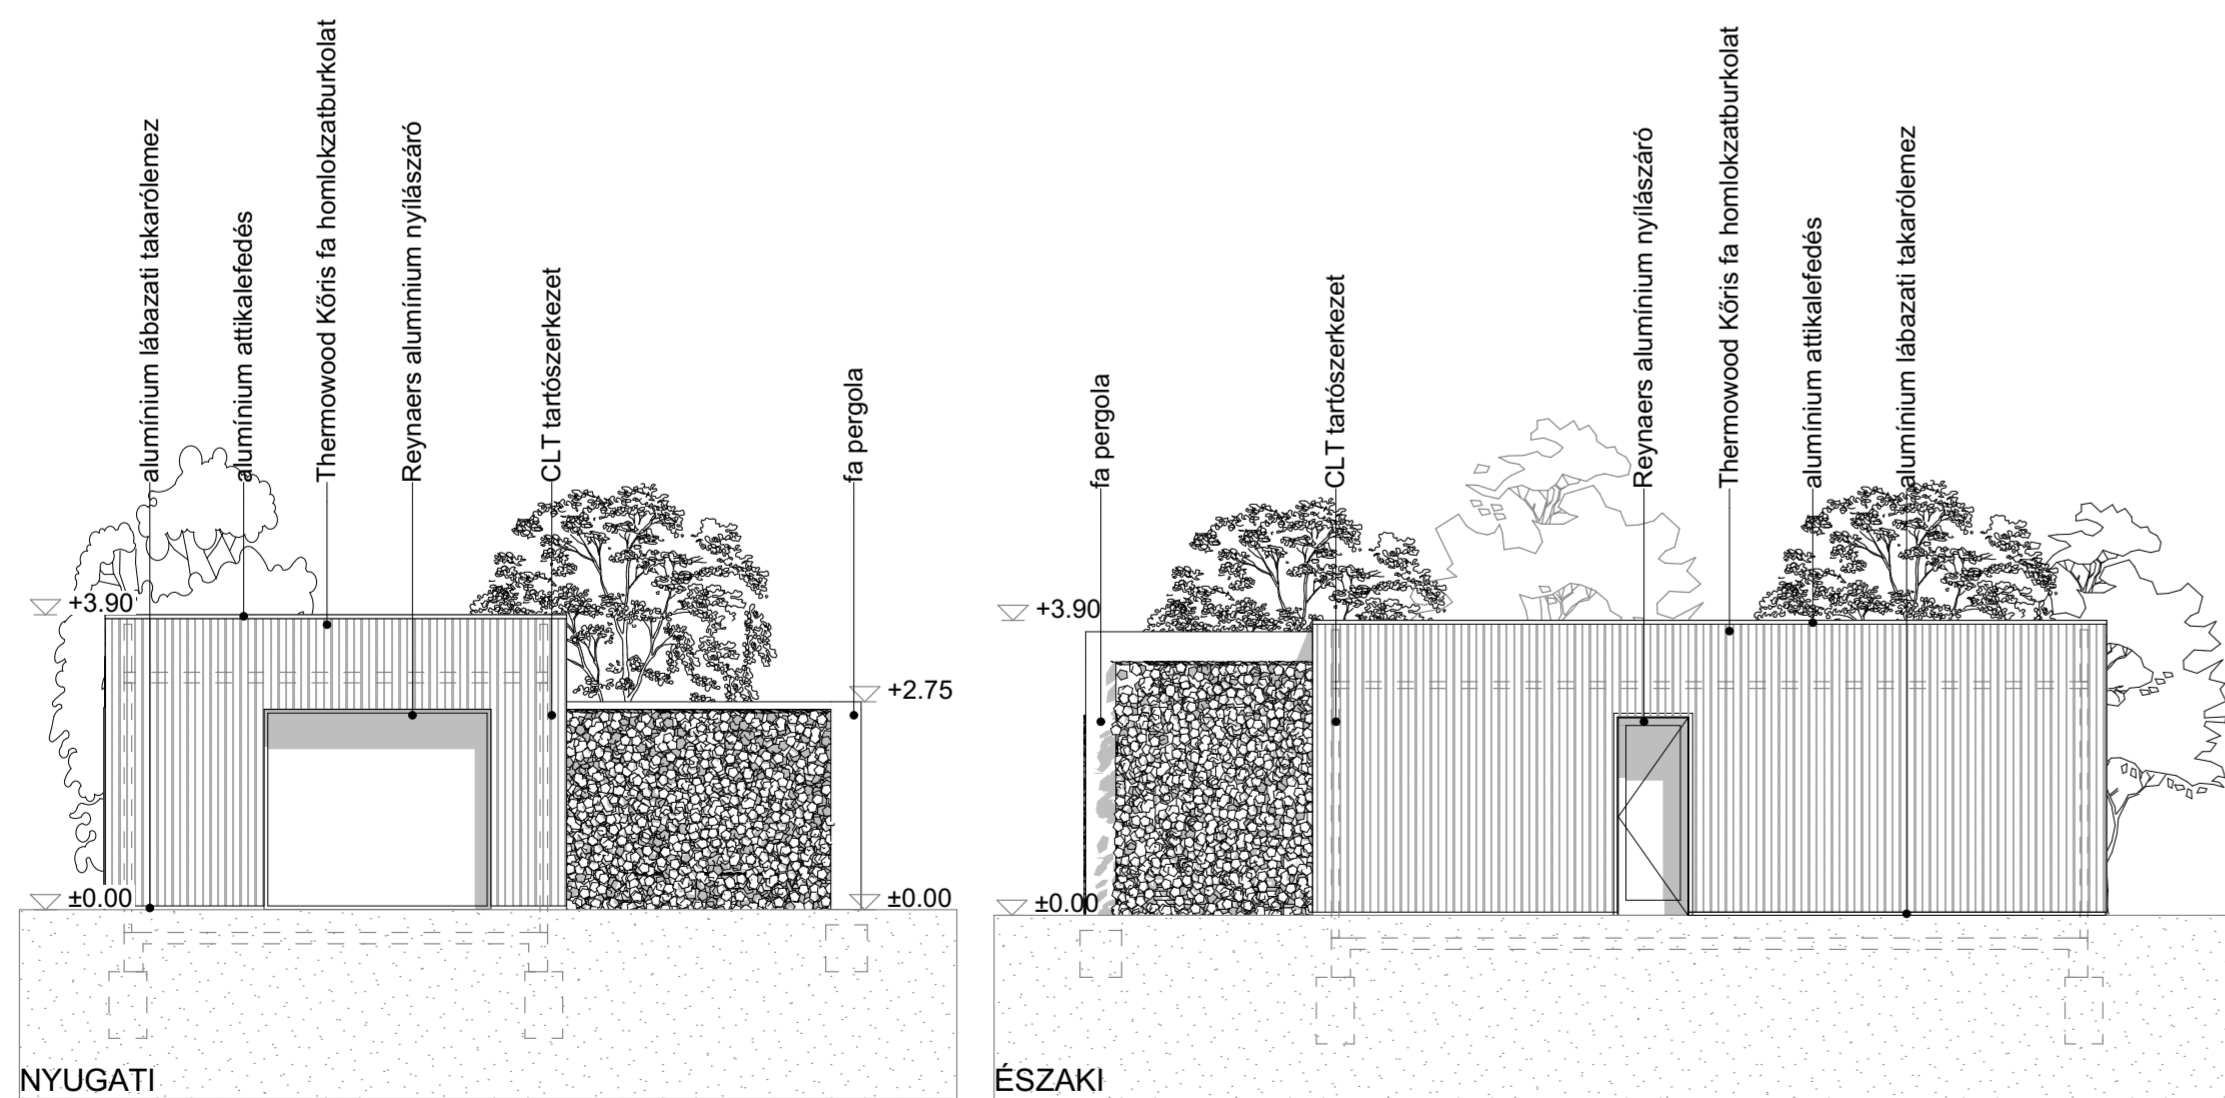 alumínium lábazati takarólemez
alumínium attikalefedés
Thermowood Kőris fa homlokzatburkolat
Reynaers alumínium nyílászáró
CLT tartószerkezet
fa pergola
+3.90
+2.75
±0.00
±0.00
NYUGATI
fa pergola
CLT tartószerkezet
Reynaers alumínium nyílászáró
Thermowood Kőris fa homlokzatburkolat
alumínium attikalefedés
alumínium lábazati takarólemez
+3.90
±0.00
ÉSZAKI